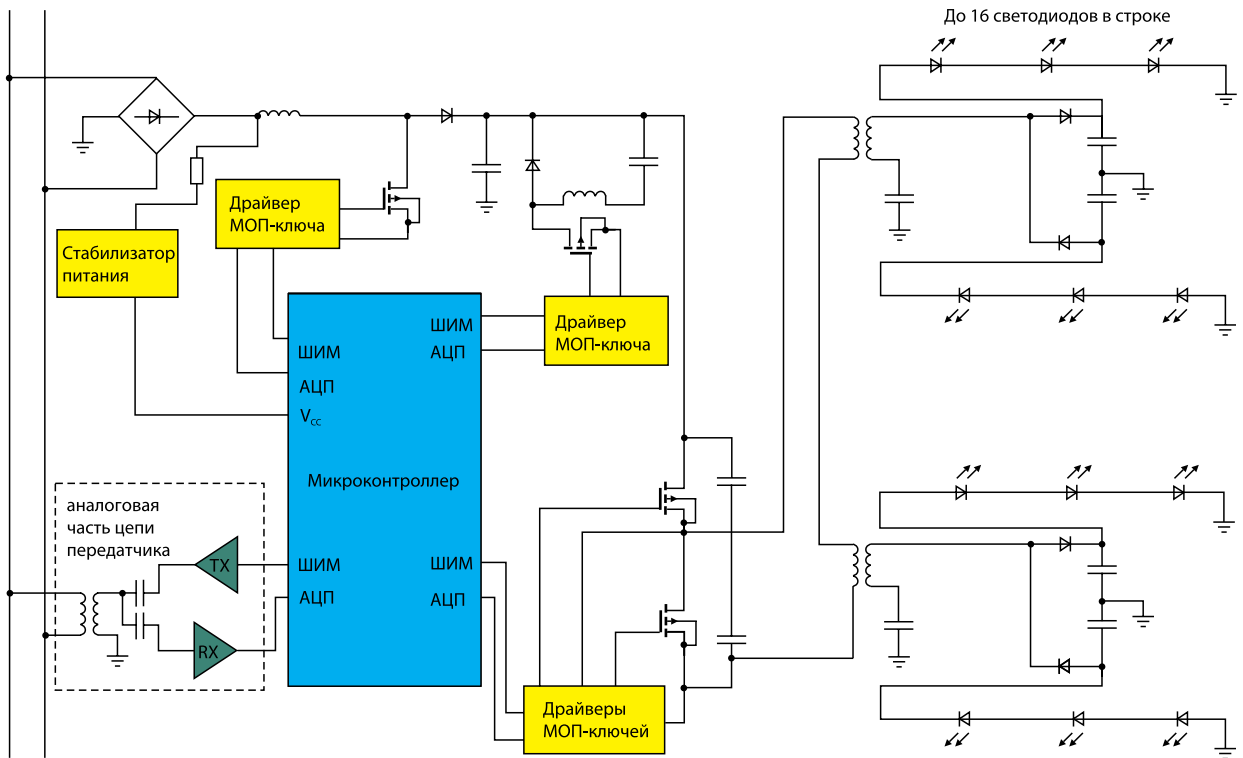 До 16 светодиодов в строке
Драйвер
МОП-ключа
Стабилизатор
питания
ШИМ
АЦП
Драйвер
МОП-ключа
ШИМ
АЦП
Vcc
Микроконтроллер
аналоговая
часть цепи
передатчика
TX
ШИМ
ШИМ
АЦП
АЦП
RX
Драйверы
МОП-ключей